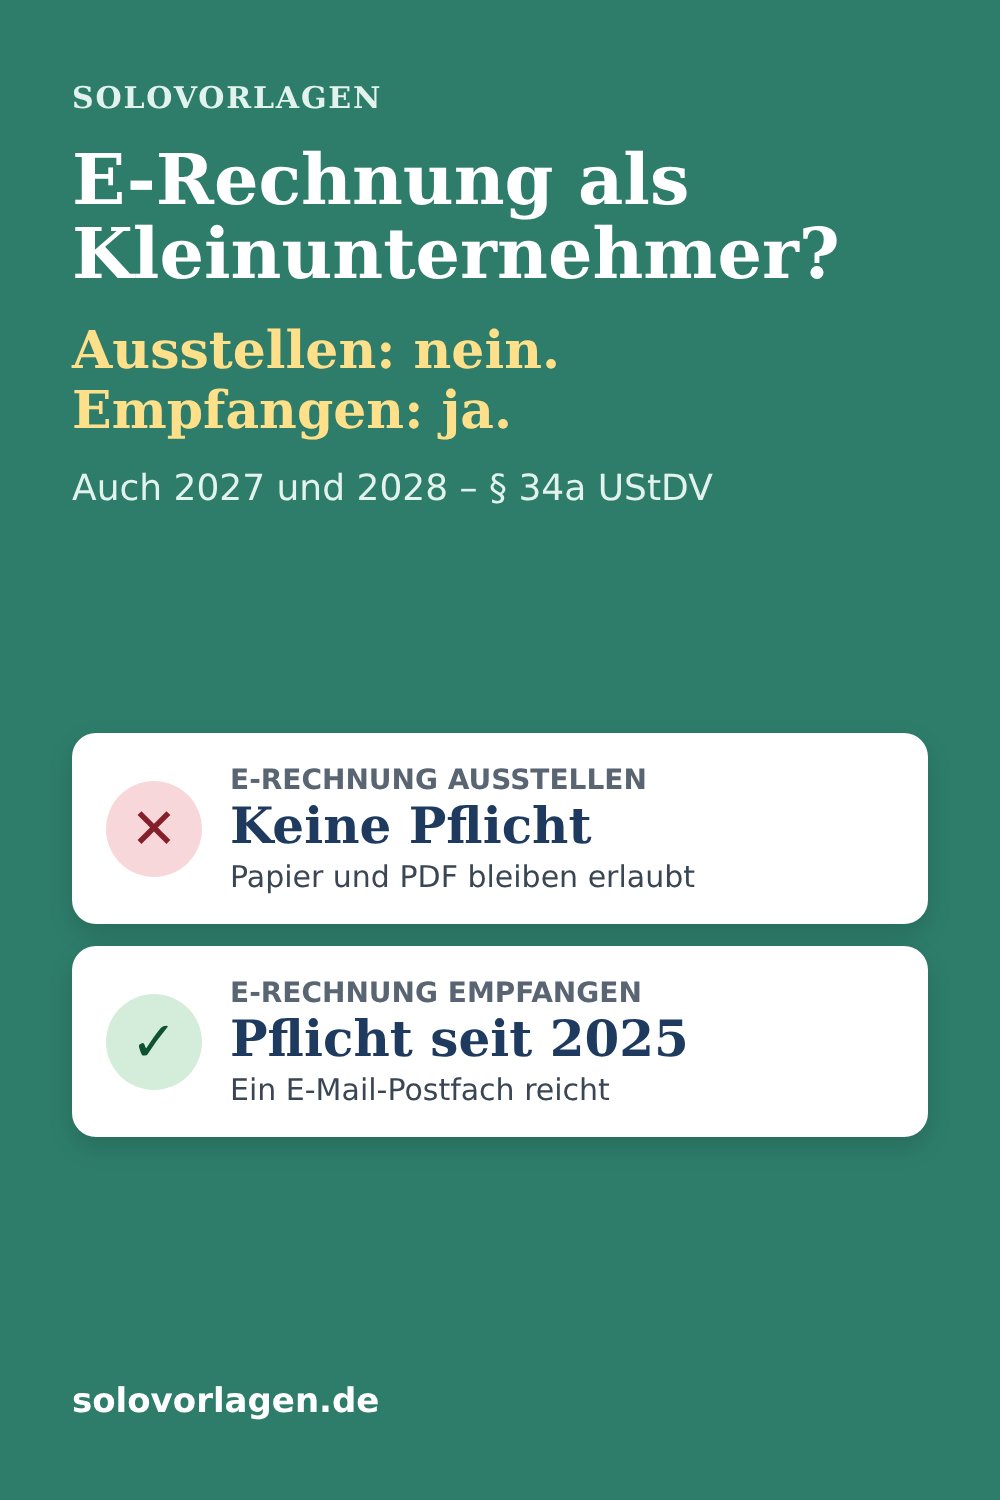 SOLOVORLAGEN
E-Rechnung als
Kleinunternehmer?
Ausstellen: nein.
Empfangen: ja.
Auch 2027 und 2028 – § 34a UStDV
✕
E-RECHNUNG AUSSTELLEN
Keine Pflicht
Papier und PDF bleiben erlaubt
✓
E-RECHNUNG EMPFANGEN
Pflicht seit 2025
Ein E-Mail-Postfach reicht
solovorlagen.de